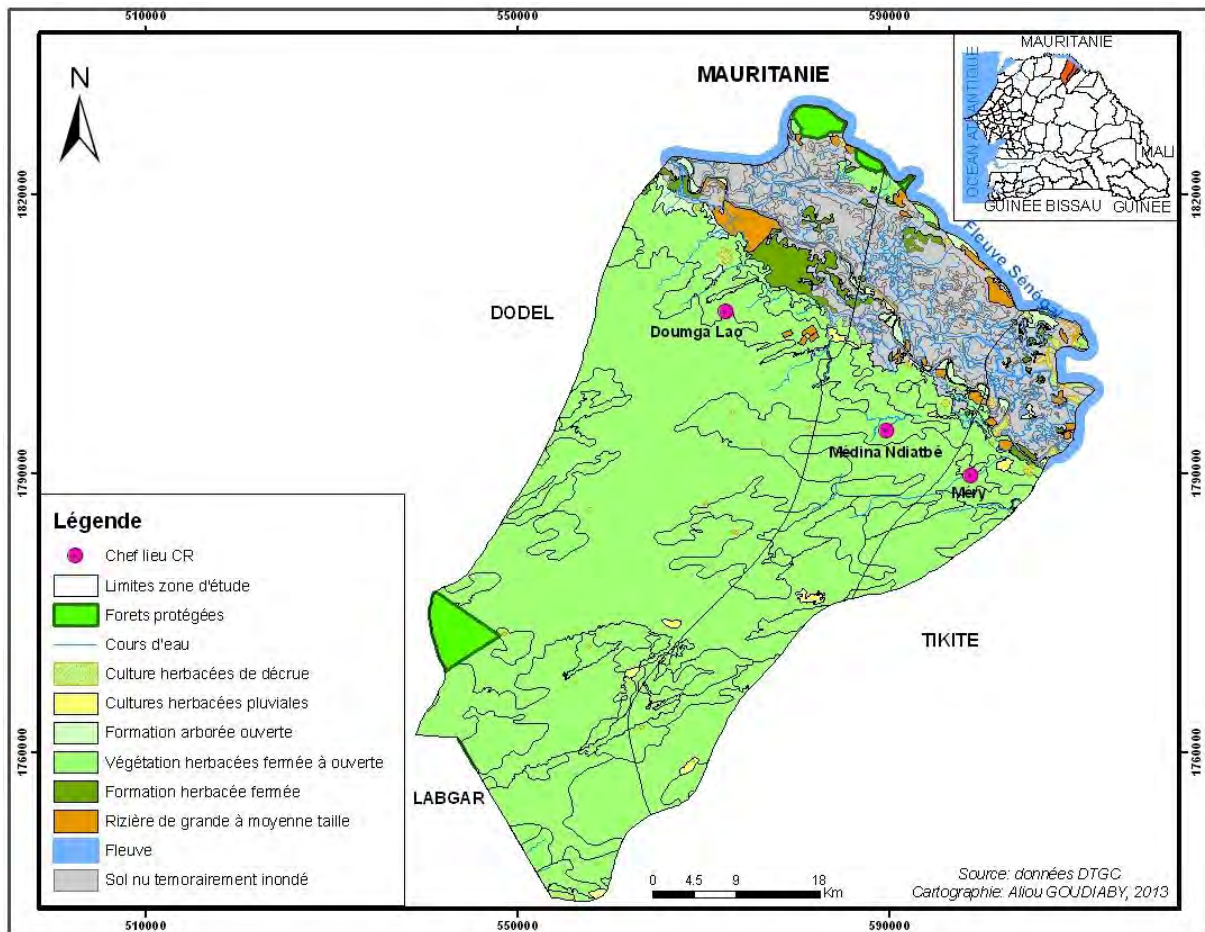 510000
550000
590000
MAURITANIE
OCEAN ATLANTIQUE
MALI
GUINÉE BISSAU
GUINÉE
N
MAURITANIE
1820000
1820000
Fleuve Sénégal
DODEL
Doumga Lao
Médina Ndiatbé
Méry
1790000
1790000
TIKITE
LABGAR
1760000
1760000
Légende
Chef lieu CR
Limites zone d'étude
Forets protégées
Cours d'eau
Culture herbacées de décrue
Cultures herbacées pluviales
Formation arborée ouverte
Végétation herbacées fermée à ouverte
Formation herbacée fermée
Rizière de grande à moyenne taille
Fleuve
Sol nu temorairement inondé
0 4.5 9 18
Km
Source: données DTGC
Cartographie: Aliou GOUDIABY, 2013
510000
550000
590000